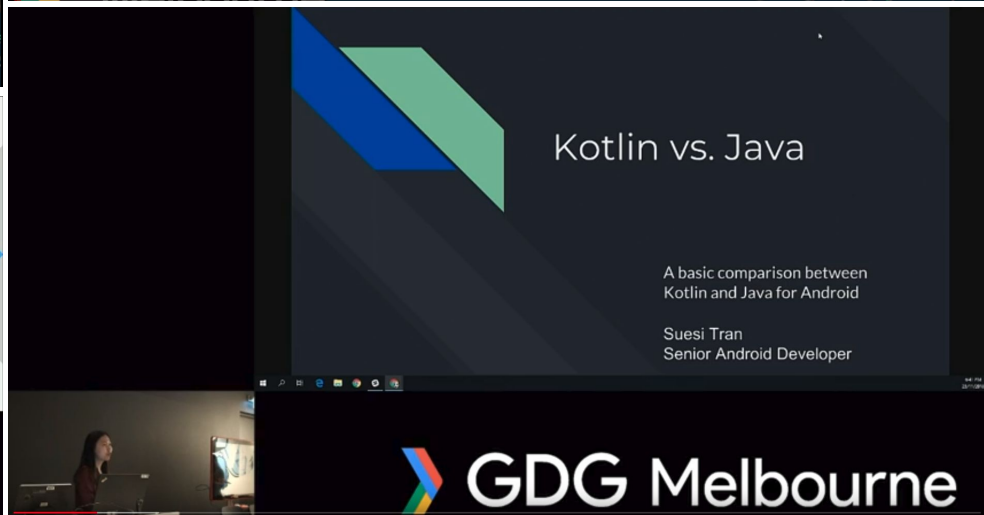 Kotlin vs. Java
A basic comparison between
Kotlin and Java for Android
Suesi Tran
Senior Android Developer
GDG Melbourne